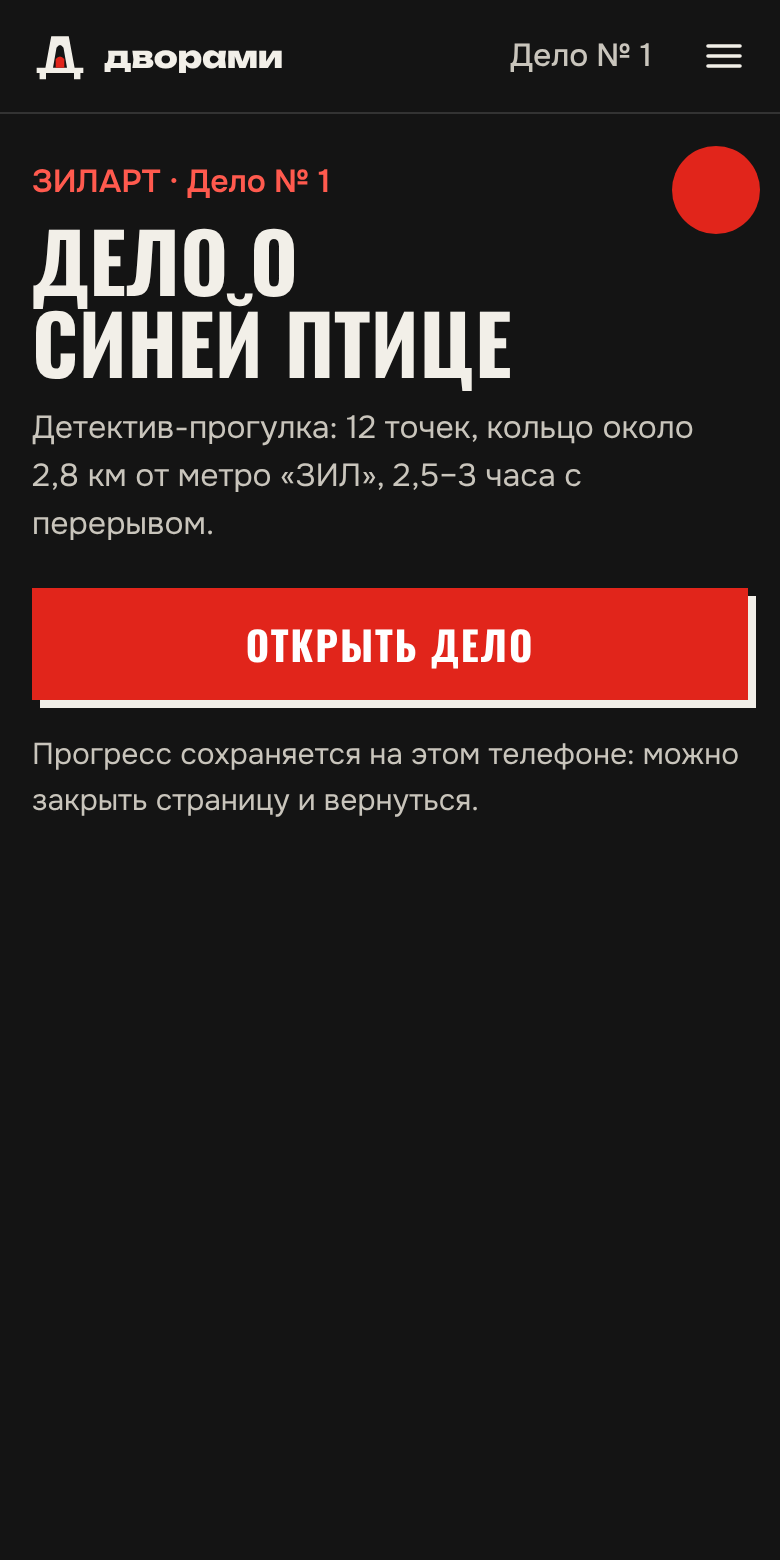 дворами
Дело № 1
ЗИЛАРТ · Дело № 1
ДЕЛО О
СИНЕЙ ПТИЦЕ
Детектив-прогулка: 12 точек, кольцо около
2,8 км от метро «ЗИЛ», 2,5–3 часа с
перерывом.
ОТКРЫТЬ ДЕЛО
Прогресс сохраняется на этом телефоне: можно
закрыть страницу и вернуться.